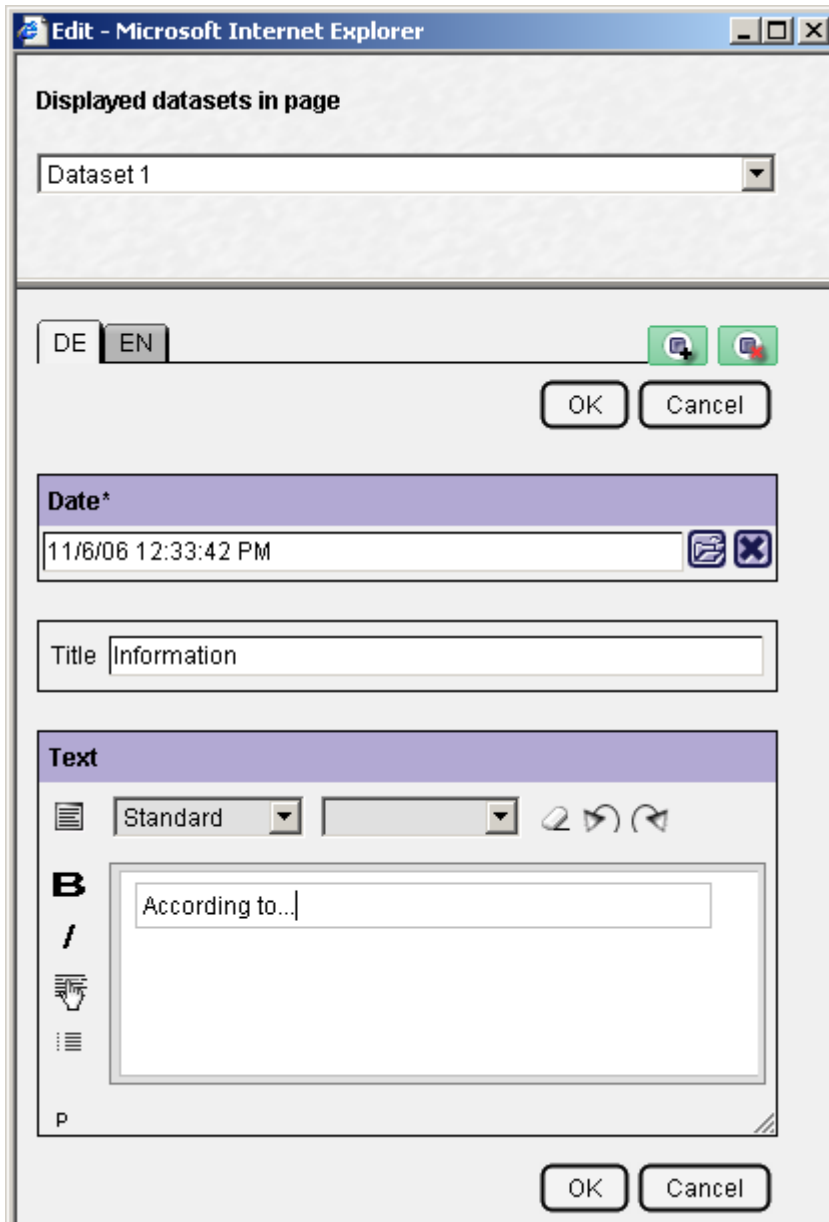 Edit - Microsoft Internet Explorer
Displayed datasets in page
Dataset 1
DE EN
OK Cancel
Date*
11/6/06 12:33:42 PM
Title Information
Text
Standard
B
I
According to...
P
OK Cancel